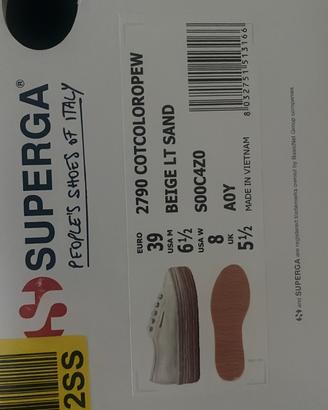 SUPERGA®
PEOPLE'S SHOES OF ITALY
2790 COTCOLOROPEW
BEIGE LT SAND
S00C4Z0
A0Y MADE IN VIETNAM
EURO 39
USA M 6½
USA W 8
UK 5½
8 032751 513166
and SUPERGA are registered trademarks owned by BasicNet Group companies.
2SS